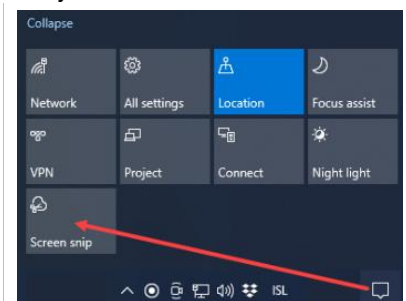 Collapse
Network All settings Location Focus assist
VPN Project Connect Night light
Screen snip
ISL